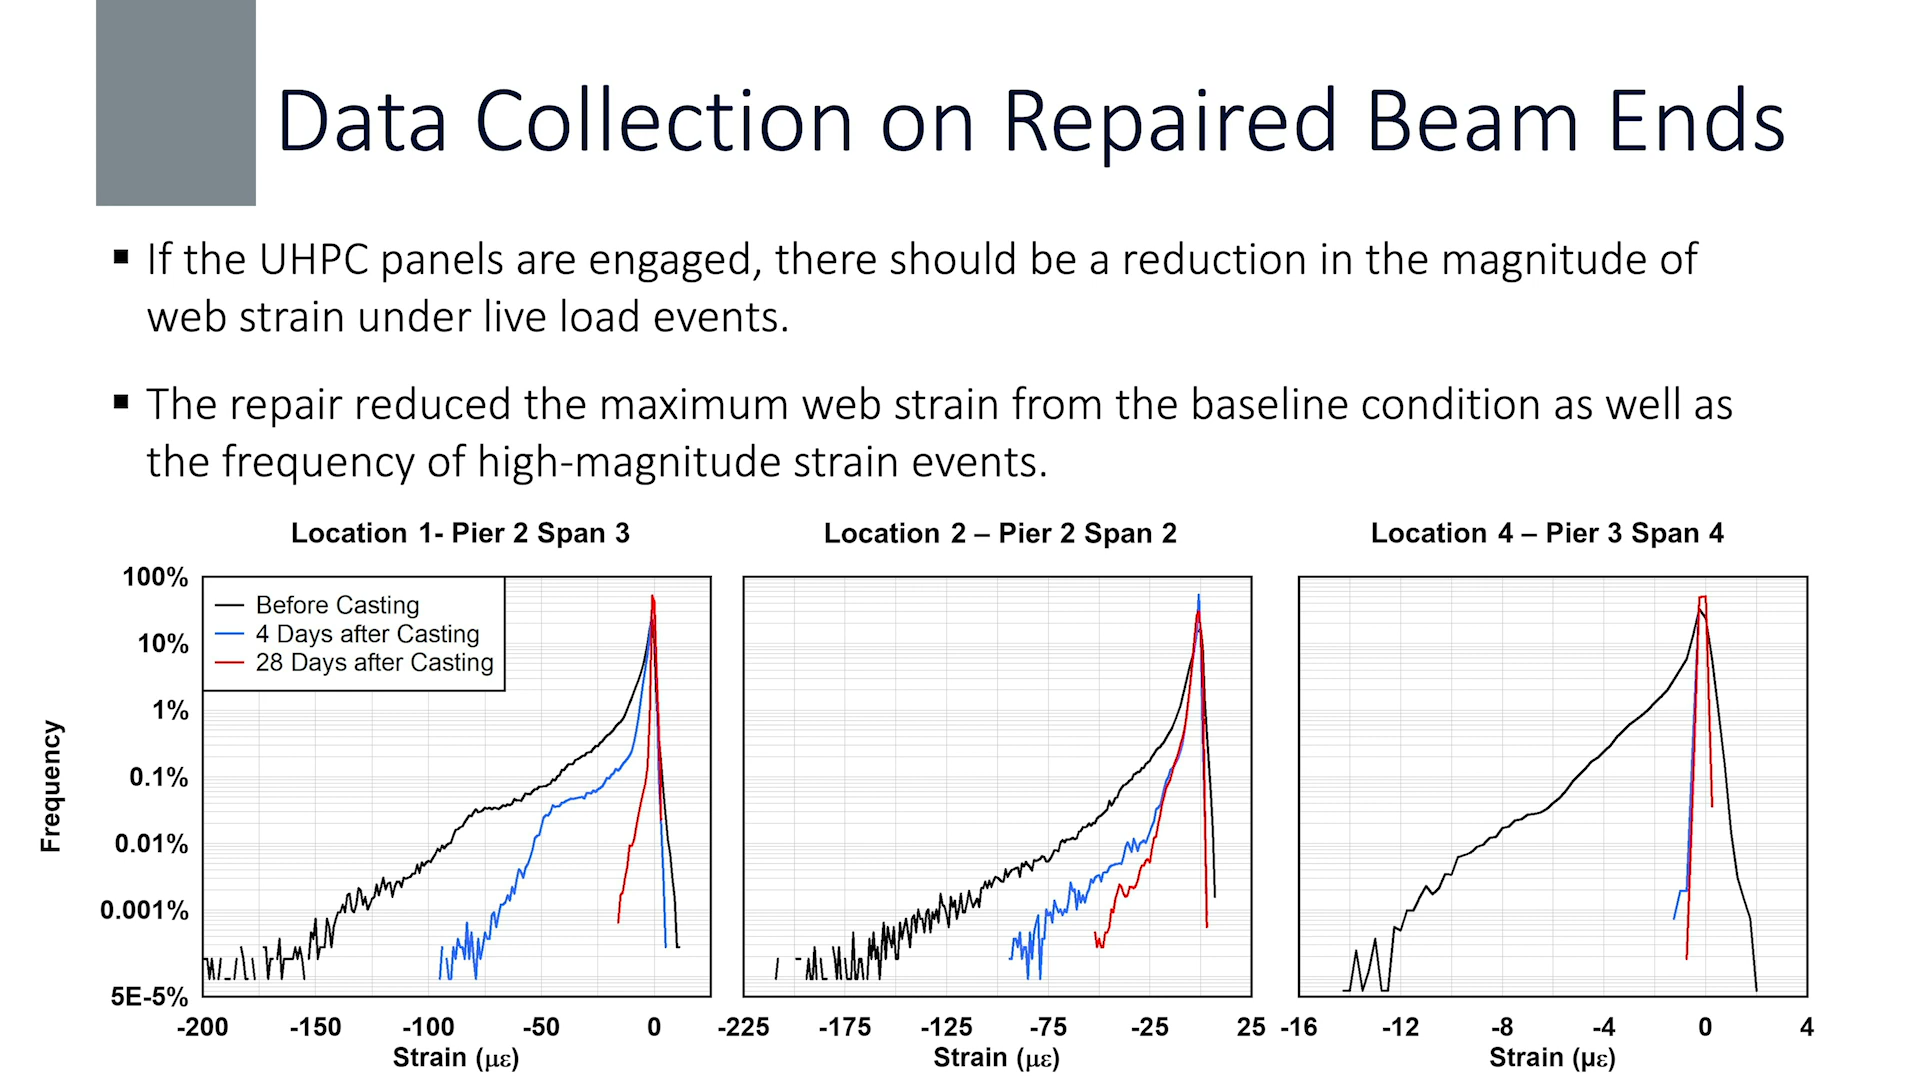 Data Collection on Repaired Beam Ends
▪ If the UHPC panels are engaged, there should be a reduction in the magnitude of
web strain under live load events.
▪ The repair reduced the maximum web strain from the baseline condition as well as
the frequency of high-magnitude strain events.
Location 1- Pier 2 Span 3
Location 2 – Pier 2 Span 2
Location 4 – Pier 3 Span 4
Frequency
100%
10%
1%
0.1%
0.01%
0.001%
5E-5%
Before Casting
4 Days after Casting
28 Days after Casting
-200 -150 -100 -50 0
Strain (µε)
-225 -175 -125 -75 -25 25
Strain (µε)
-16 -12 -8 -4 0 4
Strain (µε)